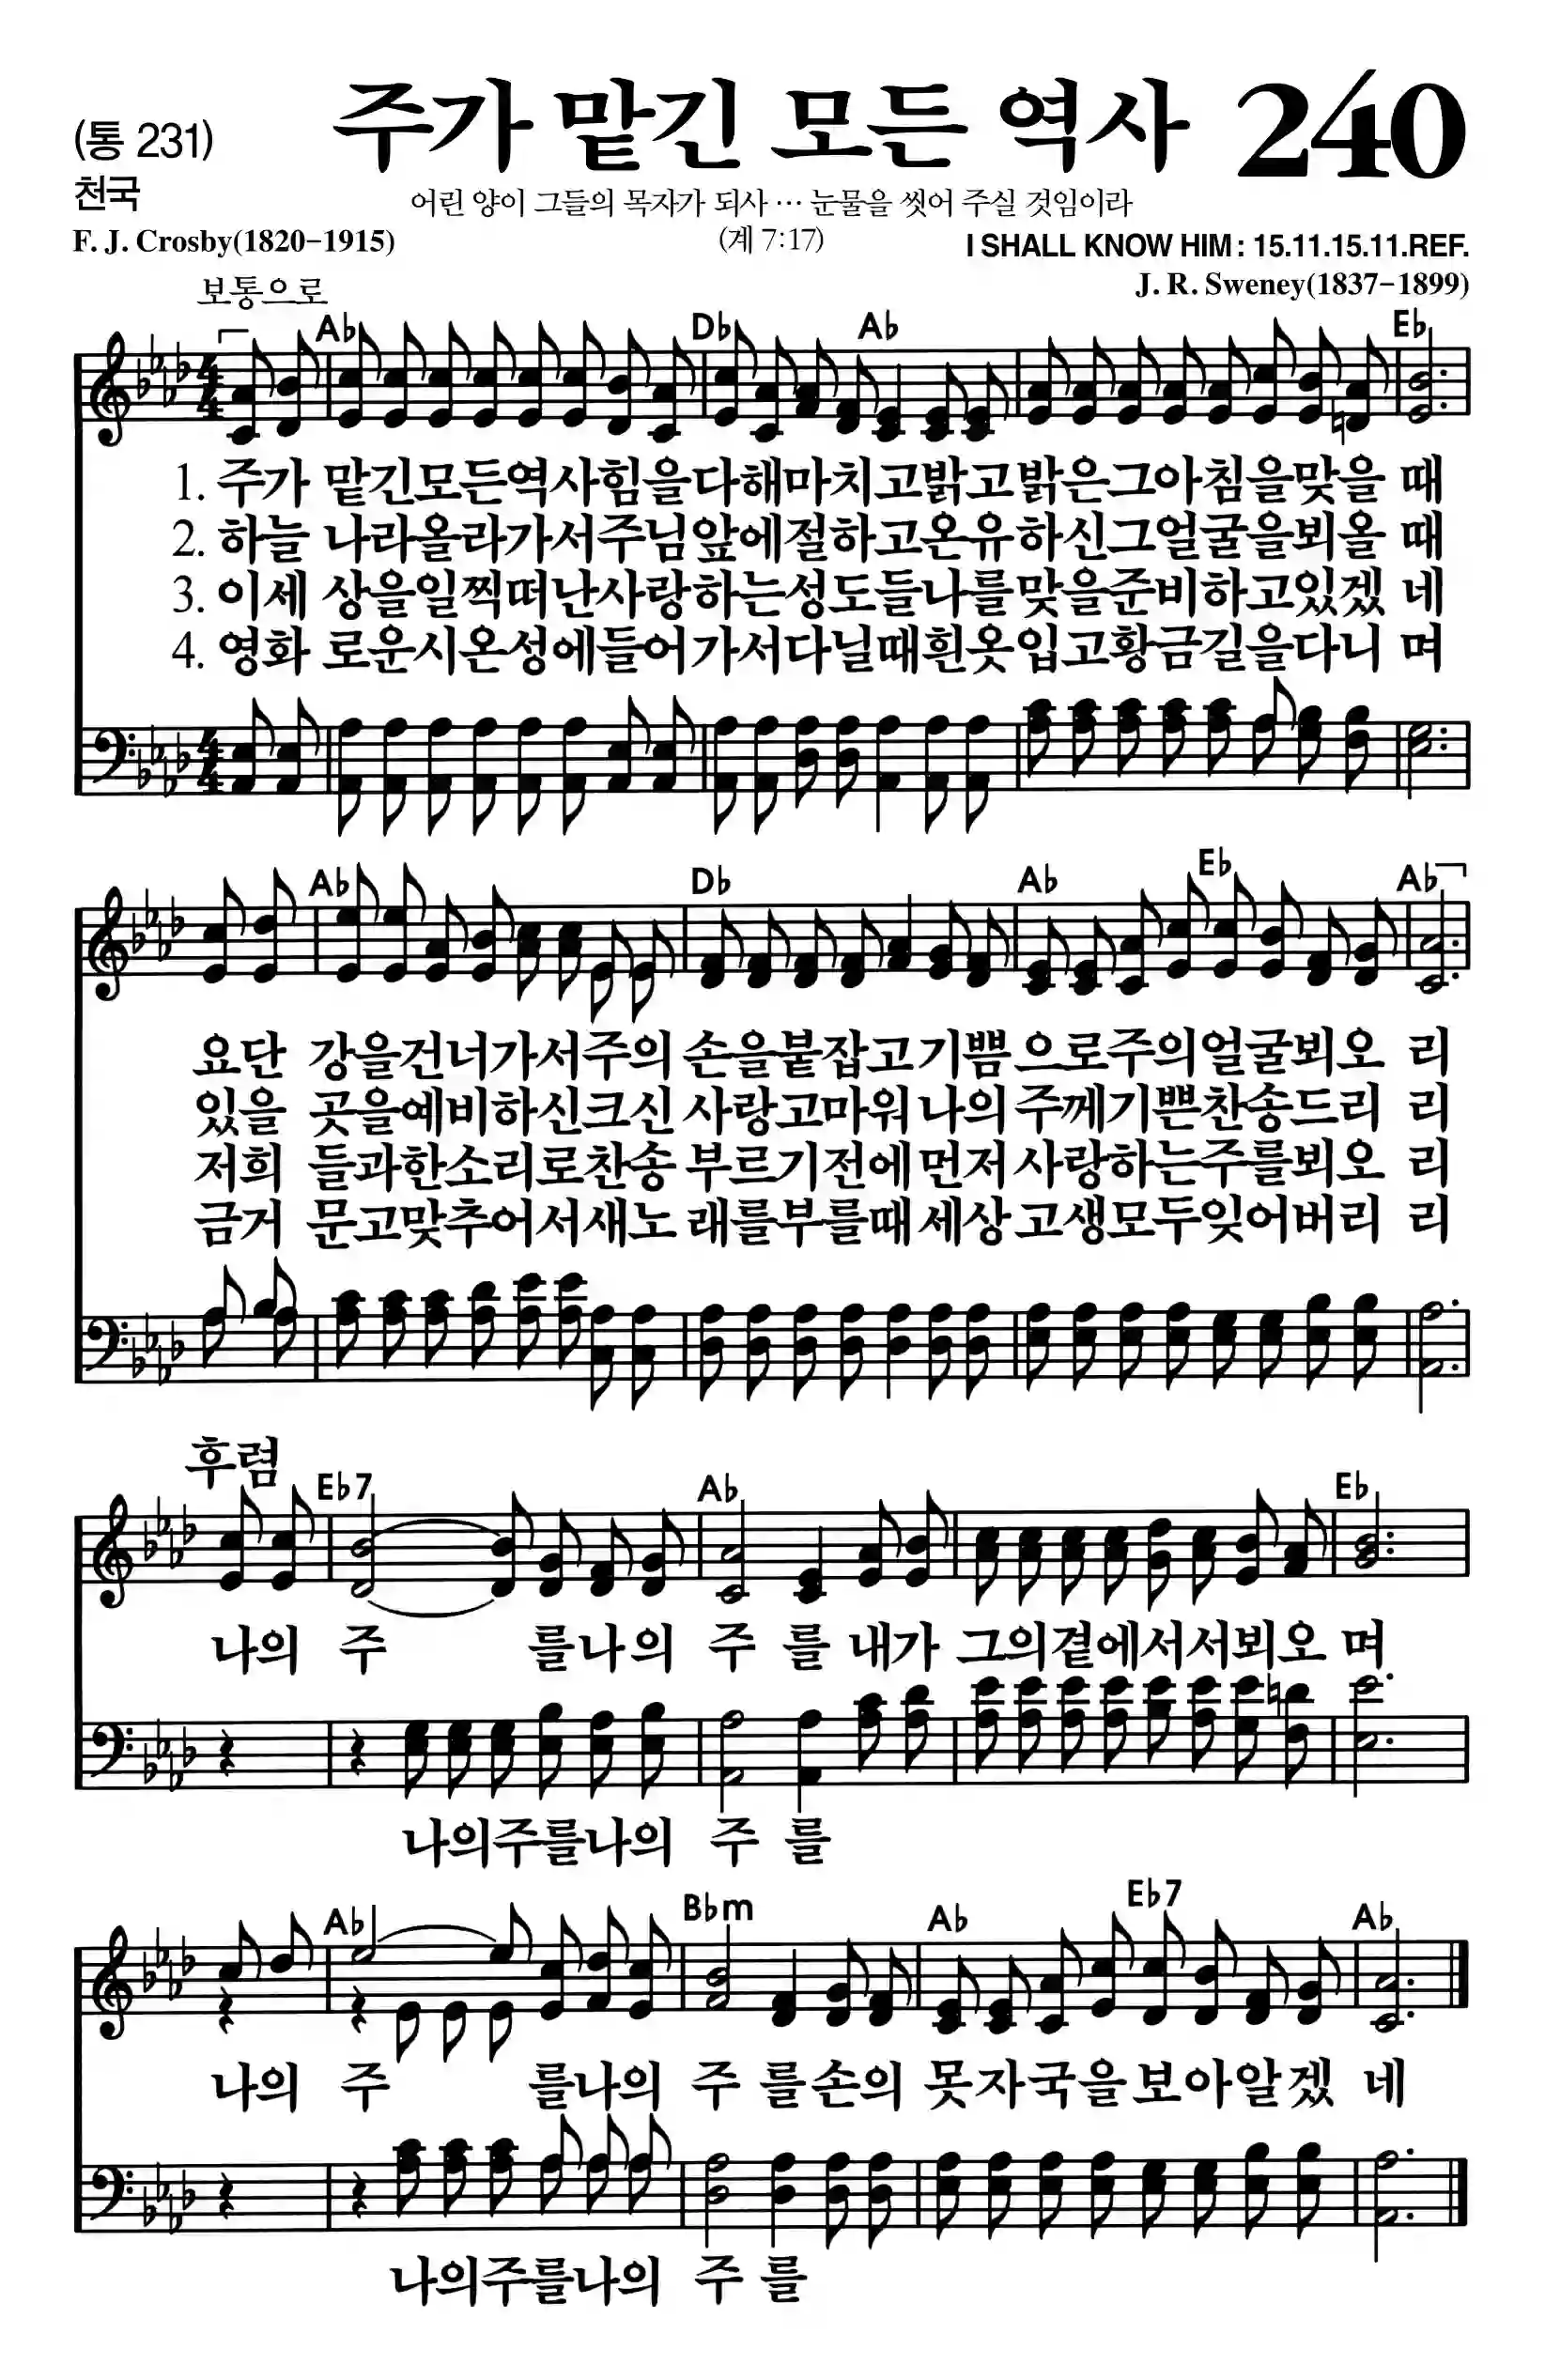 (통 231) 주가 맡긴 모든 역사 240
천국
어린 양이 그들의 목자가 되사 … 눈물을 씻어 주실 것임이라
F. J. Crosby(1820-1915) (계 7:17) I SHALL KNOW HIM : 15.11.15.11.REF.
J. R. Sweney(1837-1899)
보통으로
A♭ D♭ A♭ E♭
1. 주가 맡긴모든역사힘을다해마치고밝고밝은그아침을맞을 때
2. 하늘 나라올라가서주님앞에절하고온유하신그얼굴을뵈올 때
3. 이세 상을일찍떠난사랑하는성도들나를맞을준비하고있겠 네
4. 영화 로운시온성에들어가서다닐때흰옷입고황금길을다니 며
A♭ D♭ A♭ E♭ A♭
요단 강을건너가서주의 손을붙잡고기쁨으로주의얼굴뵈오 리
있을 곳을예비하신크신 사랑고마워나의주께기쁜찬송드리 리
저희 들과한소리로찬송 부르기전에먼저사랑하는주를뵈오 리
금거 문고맞추어서새노 래를부를때세상고생모두잊어버리 리
후렴
E♭7 A♭ E♭
나의 주 를나의 주 를 내가 그의곁에서서뵈오 며
나의주를나의 주 를
A♭ B♭m A♭ E♭7 A♭
나의 주 를나의 주 를손의 못자국을보아알겠 네
나의주를나의 주 를